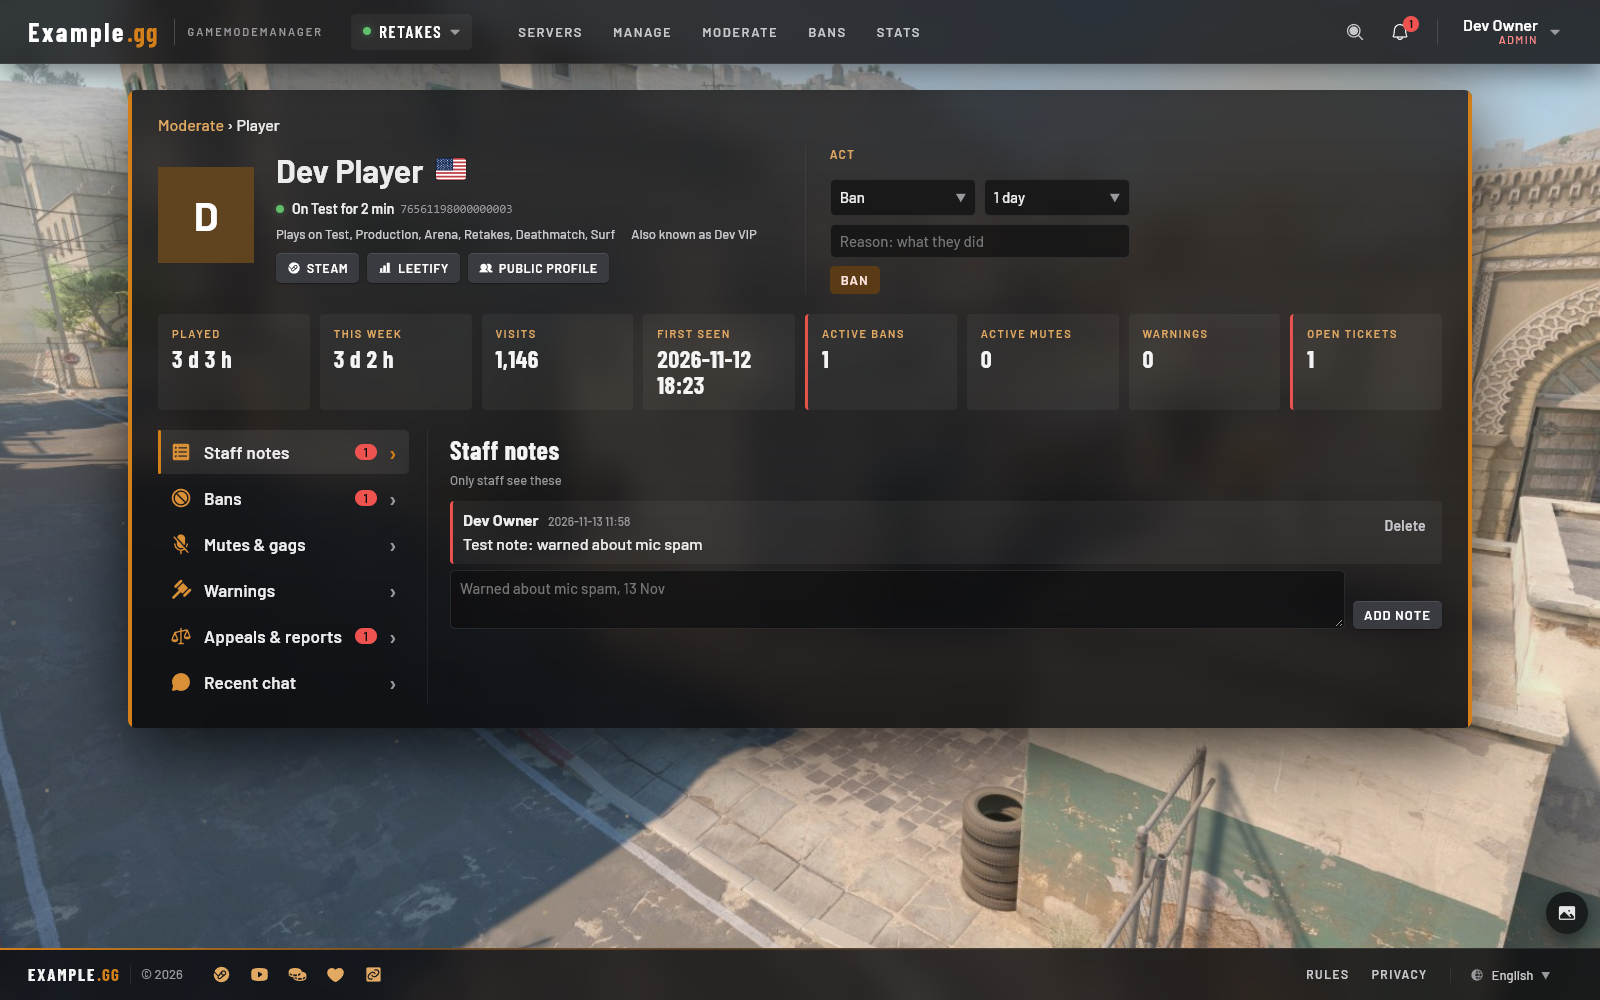 Example.gg
GAMEMODEMANAGER
RETAKES
SERVERS
MANAGE
MODERATE
BANS
STATS
1
Dev Owner
ADMIN
Moderate › Player
D
Dev Player
On Test for 2 min 76561198000000003
Plays on Test, Production, Arena, Retakes, Deathmatch, Surf Also known as Dev VIP
STEAM
LEETIFY
PUBLIC PROFILE
ACT
Ban
1 day
Reason: what they did
BAN
PLAYED
3 d 3 h
THIS WEEK
3 d 2 h
VISITS
1,146
FIRST SEEN
2026-11-12
18:23
ACTIVE BANS
1
ACTIVE MUTES
0
WARNINGS
0
OPEN TICKETS
1
Staff notes 1 ›
Bans 1 ›
Mutes & gags ›
Warnings ›
Appeals & reports 1 ›
Recent chat ›
Staff notes
Only staff see these
Dev Owner 2026-11-13 11:58
Test note: warned about mic spam
Delete
Warned about mic spam, 13 Nov
ADD NOTE
EXAMPLE.GG
© 2026
RULES
PRIVACY
English